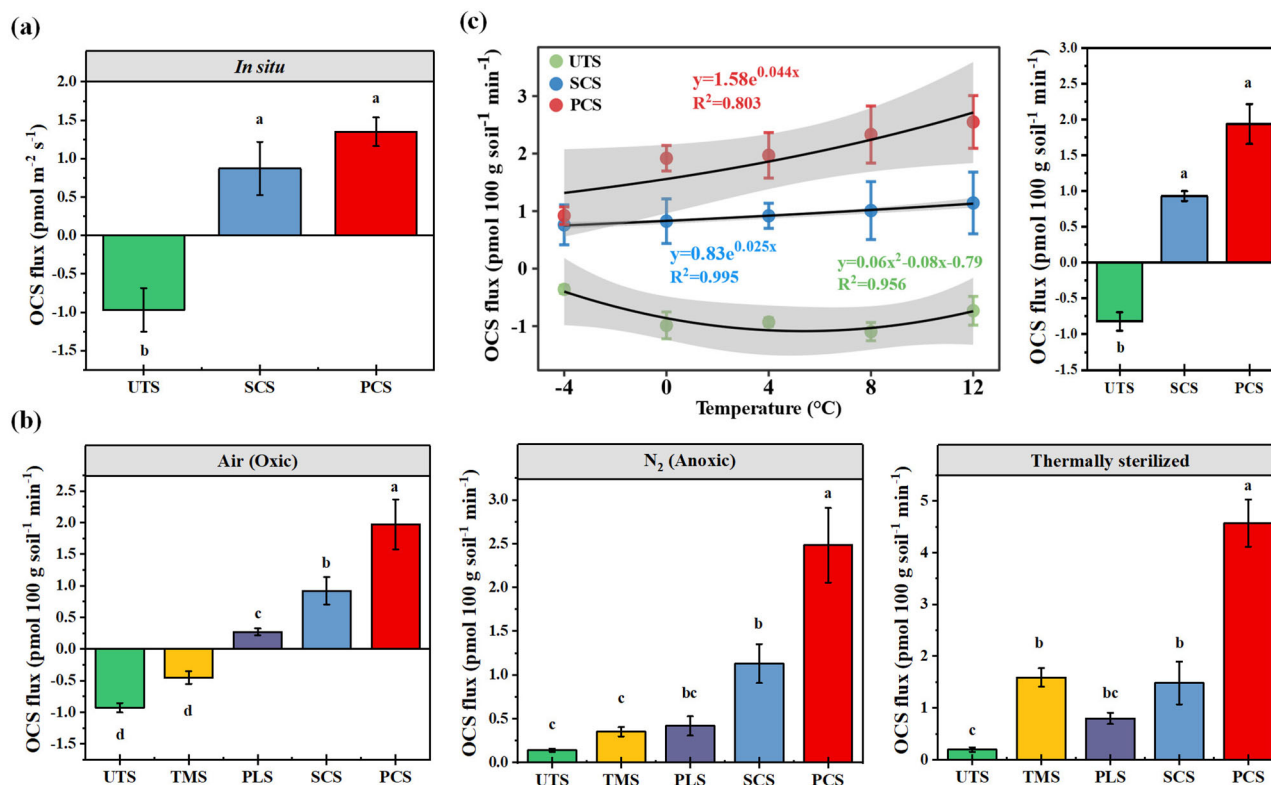 (a)
In situ
OCS flux (pmol m⁻² s⁻¹)
2.0
1.5
1.0
0.5
0.0
-0.5
-1.0
-1.5
a
a
b
UTS SCS PCS
(c)
OCS flux (pmol 100 g soil⁻¹ min⁻¹)
3
2
1
0
-1
UTS
SCS
PCS
y=1.58e^0.044x
R²=0.803
y=0.83e^0.025x
R²=0.995
y=0.06x²-0.08x-0.79
R²=0.956
-4 0 4 8 12
Temperature (°C)
OCS flux (pmol 100 g soil⁻¹ min⁻¹)
3.0
2.5
2.0
1.5
1.0
0.5
0.0
-0.5
-1.0
-1.5
a
a
b
UTS SCS PCS
(b)
Air (Oxic)
OCS flux (pmol 100 g soil⁻¹ min⁻¹)
2.5
2.0
1.5
1.0
0.5
0.0
-0.5
-1.0
-1.5
a
b
c
d
d
UTS TMS PLS SCS PCS
N₂ (Anoxic)
OCS flux (pmol 100 g soil⁻¹ min⁻¹)
3.0
2.5
2.0
1.5
1.0
0.5
0.0
a
b
bc
c
c
UTS TMS PLS SCS PCS
Thermally sterilized
OCS flux (pmol 100 g soil⁻¹ min⁻¹)
5
4
3
2
1
0
a
b
b
bc
c
UTS TMS PLS SCS PCS